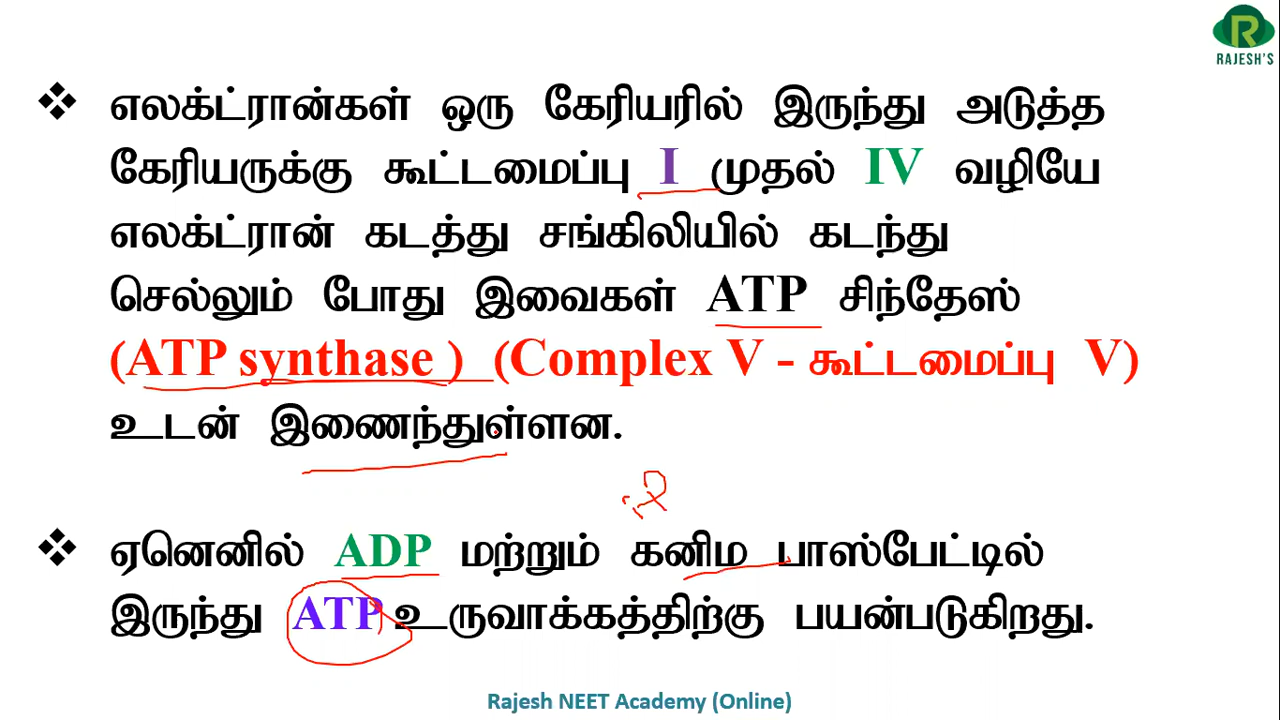 RAJESH'S
❖ எலக்ட்ரான்கள் ஒரு கேரியரில் இருந்து அடுத்த
கேரியருக்கு கூட்டமைப்பு I முதல் IV வழியே
எலக்ட்ரான் கடத்து சங்கிலியில் கடந்து
செல்லும் போது இவைகள் ATP சிந்தேஸ்
(ATP synthase ) (Complex V - கூட்டமைப்பு V)
உடன் இணைந்துள்ளன.
❖ ஏனெனில் ADP மற்றும் கனிம பாஸ்பேட்டில்
இருந்து ATP உருவாக்கத்திற்கு பயன்படுகிறது.
Rajesh NEET Academy (Online)